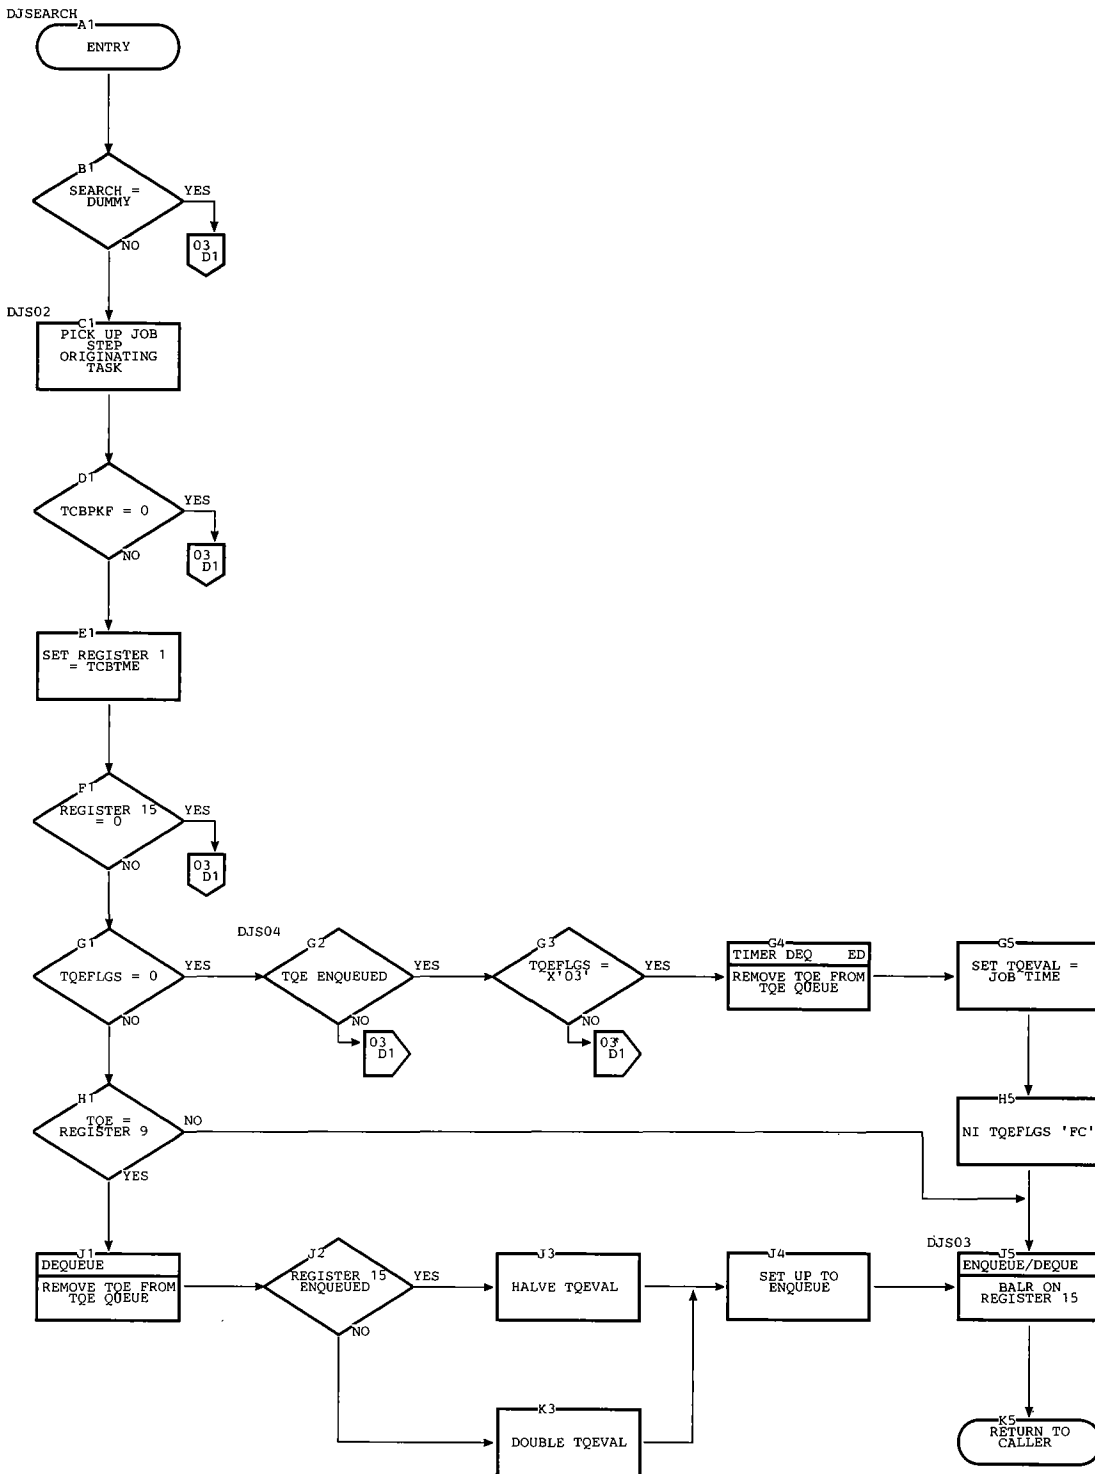 DJSEARCH
A1
ENTRY
B1
SEARCH =
DUMMY
YES
NO
03
D1
DJS02
C1
PICK UP JOB
STEP
ORIGINATING
TASK
D1
TCBPKF = 0
YES
NO
03
D1
E1
SET REGISTER 1
= TCBTME
F1
REGISTER 15
= 0
YES
NO
03
D1
G1
TQEFLGS = 0
YES
NO
DJS04
G2
TQE ENQUEUED
YES
NO
03
D1
G3
TQEFLGS =
X'03'
YES
NO
03
D1
G4
TIMER DEQ ED
REMOVE TQE FROM
TQE QUEUE
G5
SET TQEVAL =
JOB TIME
H1
TQE =
REGISTER 9
NO
YES
H5
NI TQEFLGS 'FC'
J1
DEQUEUE
REMOVE TQE FROM
TQE QUEUE
J2
REGISTER 15
ENQUEUED
YES
NO
J3
HALVE TQEVAL
J4
SET UP TO
ENQUEUE
DJS03
J5
ENQUEUE/DEQUE
BALR ON
REGISTER 15
K3
DOUBLE TQEVAL
K5
RETURN TO
CALLER